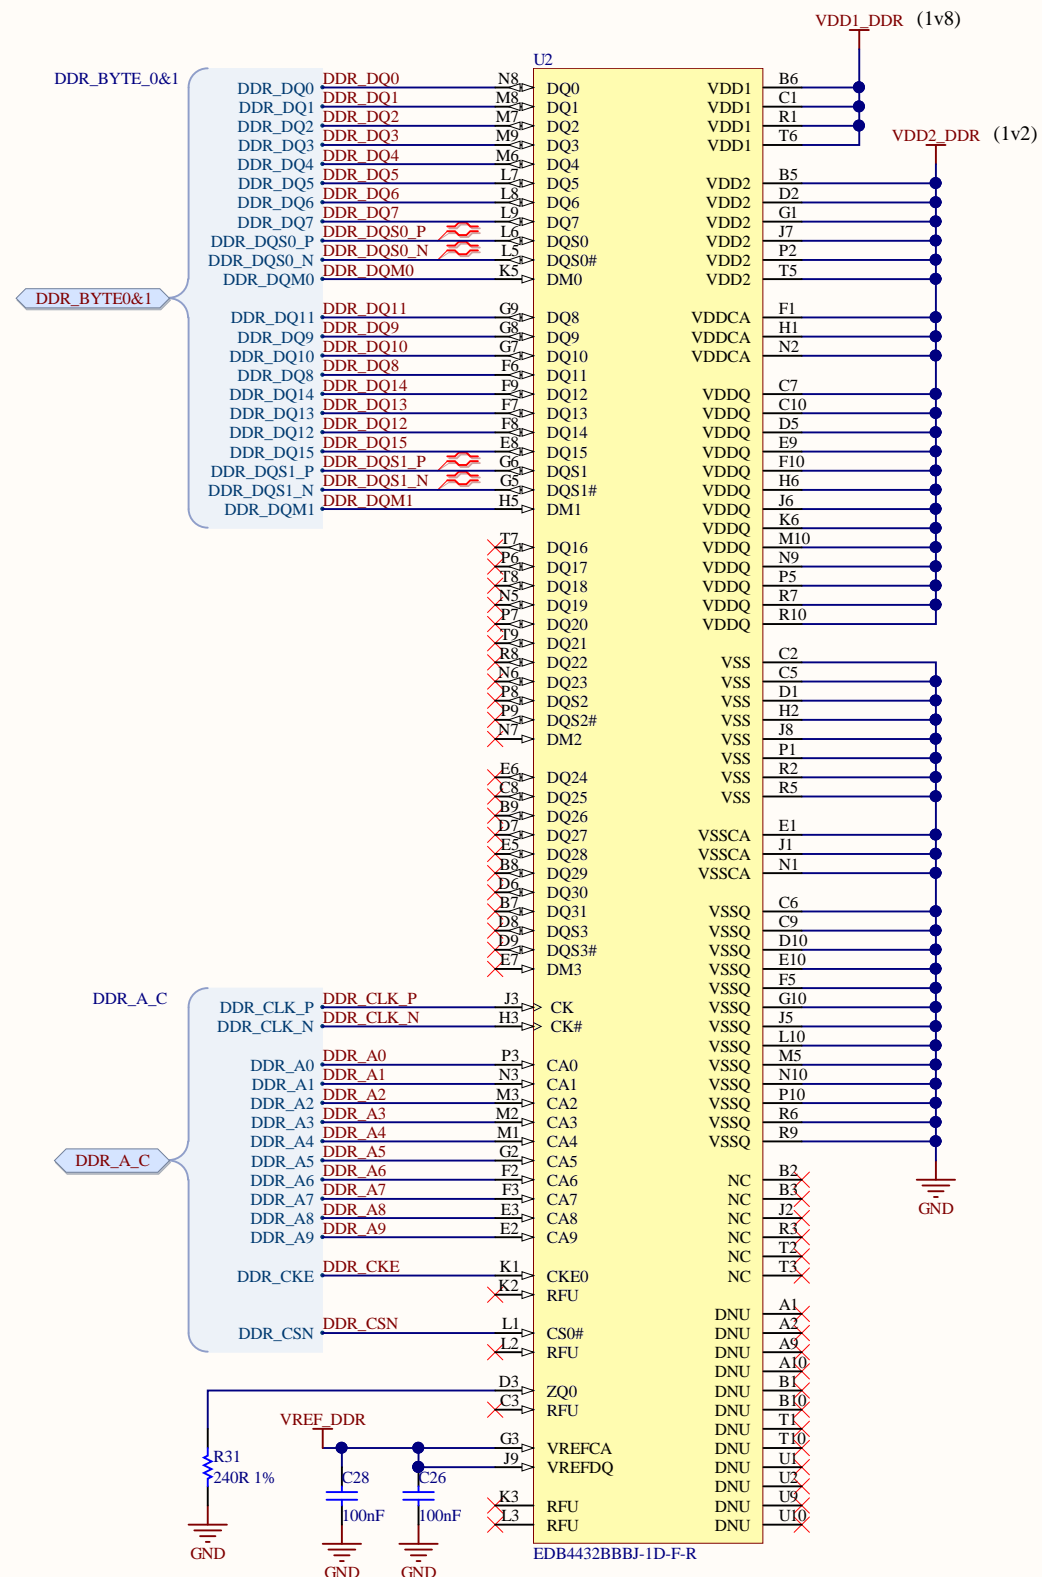 VDD1_DDR (1v8)
U2
VDD2_DDR (1v2)
DDR_BYTE_0&1
DDR_BYTE0&1
DDR_DQ0 DDR_DQ0 N8 DQ0
DDR_DQ1 DDR_DQ1 M8 DQ1
DDR_DQ2 DDR_DQ2 M7 DQ2
DDR_DQ3 DDR_DQ3 M9 DQ3
DDR_DQ4 DDR_DQ4 M6 DQ4
DDR_DQ5 DDR_DQ5 L7 DQ5
DDR_DQ6 DDR_DQ6 L8 DQ6
DDR_DQ7 DDR_DQ7 L9 DQ7
DDR_DQS0_P DDR_DQS0_P L6 DQS0
DDR_DQS0_N DDR_DQS0_N L5 DQS0#
DDR_DQM0 DDR_DQM0 K5 DM0
DDR_DQ11 DDR_DQ11 G9 DQ8
DDR_DQ9 DDR_DQ9 G8 DQ9
DDR_DQ10 DDR_DQ10 G7 DQ10
DDR_DQ8 DDR_DQ8 F6 DQ11
DDR_DQ14 DDR_DQ14 F9 DQ12
DDR_DQ13 DDR_DQ13 F7 DQ13
DDR_DQ12 DDR_DQ12 F8 DQ14
DDR_DQ15 DDR_DQ15 E8 DQ15
DDR_DQS1_P DDR_DQS1_P G6 DQS1
DDR_DQS1_N DDR_DQS1_N G5 DQS1#
DDR_DQM1 DDR_DQM1 H5 DM1
T7 DQ16
P6 DQ17
T8 DQ18
N5 DQ19
P7 DQ20
T9 DQ21
R8 DQ22
N6 DQ23
P8 DQS2
P9 DQS2#
N7 DM2
E6 DQ24
C8 DQ25
B9 DQ26
D7 DQ27
E5 DQ28
B8 DQ29
D6 DQ30
B7 DQ31
D8 DQS3
D9 DQS3#
E7 DM3
DDR_A_C
DDR_A_C
DDR_CLK_P DDR_CLK_P J3 CK
DDR_CLK_N DDR_CLK_N H3 CK#
DDR_A0 DDR_A0 P3 CA0
DDR_A1 DDR_A1 N3 CA1
DDR_A2 DDR_A2 M3 CA2
DDR_A3 DDR_A3 M2 CA3
DDR_A4 DDR_A4 M1 CA4
DDR_A5 DDR_A5 G2 CA5
DDR_A6 DDR_A6 F2 CA6
DDR_A7 DDR_A7 F3 CA7
DDR_A8 DDR_A8 E3 CA8
DDR_A9 DDR_A9 E2 CA9
DDR_CKE DDR_CKE K1 CKE0
K2 RFU
DDR_CSN DDR_CSN L1 CS0#
L2 RFU
D3 ZQ0
C3 RFU
VREF_DDR
G3 VREFCA
J9 VREFDQ
R31
240R 1%
C28
100nF
C26
100nF
K3 RFU
L3 RFU
GND
GND
GND
VDD1 B6
VDD1 C1
VDD1 R1
VDD1 T6
VDD2 B5
VDD2 D2
VDD2 G1
VDD2 J7
VDD2 P2
VDD2 T5
VDDCA F1
VDDCA H1
VDDCA N2
VDDQ C7
VDDQ C10
VDDQ D5
VDDQ E9
VDDQ F10
VDDQ H6
VDDQ J6
VDDQ K6
VDDQ M10
VDDQ N9
VDDQ P5
VDDQ R7
VDDQ R10
VSS C2
VSS C5
VSS D1
VSS H2
VSS J8
VSS P1
VSS R2
VSS R5
VSSCA E1
VSSCA J1
VSSCA N1
VSSQ C6
VSSQ C9
VSSQ D10
VSSQ E10
VSSQ F5
VSSQ G10
VSSQ J5
VSSQ L10
VSSQ M5
VSSQ N10
VSSQ P10
VSSQ R6
VSSQ R9
GND
NC B2
NC B3
NC J2
NC R3
NC T2
NC T3
DNU A1
DNU A2
DNU A9
DNU A10
DNU B1
DNU B10
DNU T1
DNU T10
DNU U1
DNU U2
DNU U9
DNU U10
EDB4432BBBJ-1D-F-R